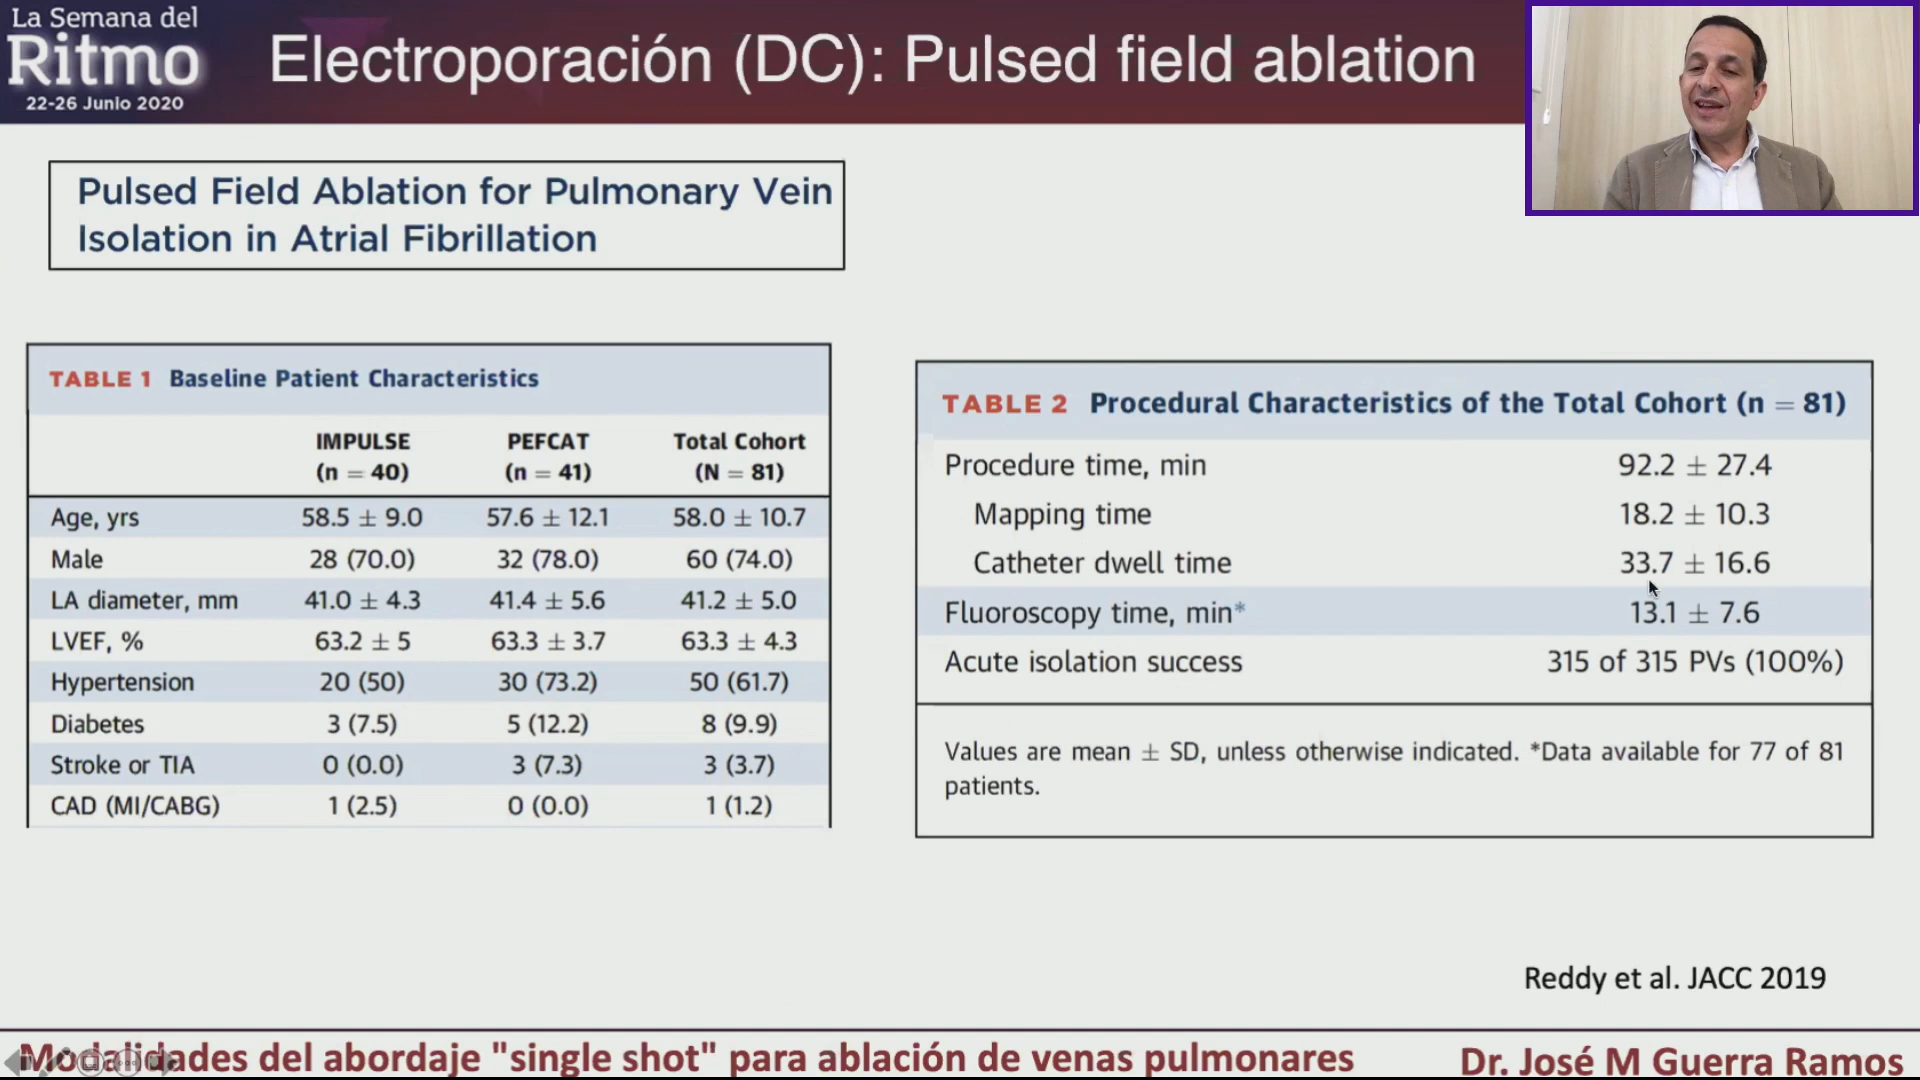 La Semana del
Ritmo
22-26 Junio 2020
Electroporación (DC): Pulsed field ablation
Pulsed Field Ablation for Pulmonary Vein
Isolation in Atrial Fibrillation
TABLE 1 Baseline Patient Characteristics
IMPULSE PEFCAT Total Cohort
(n = 40) (n = 41) (N = 81)
Age, yrs 58.5 ± 9.0 57.6 ± 12.1 58.0 ± 10.7
Male 28 (70.0) 32 (78.0) 60 (74.0)
LA diameter, mm 41.0 ± 4.3 41.4 ± 5.6 41.2 ± 5.0
LVEF, % 63.2 ± 5 63.3 ± 3.7 63.3 ± 4.3
Hypertension 20 (50) 30 (73.2) 50 (61.7)
Diabetes 3 (7.5) 5 (12.2) 8 (9.9)
Stroke or TIA 0 (0.0) 3 (7.3) 3 (3.7)
CAD (MI/CABG) 1 (2.5) 0 (0.0) 1 (1.2)
TABLE 2 Procedural Characteristics of the Total Cohort (n = 81)
Procedure time, min 92.2 ± 27.4
Mapping time 18.2 ± 10.3
Catheter dwell time 33.7 ± 16.6
Fluoroscopy time, min* 13.1 ± 7.6
Acute isolation success 315 of 315 PVs (100%)
Values are mean ± SD, unless otherwise indicated. *Data available for 77 of 81
patients.
Reddy et al. JACC 2019
Modalidades del abordaje "single shot" para ablación de venas pulmonares
Dr. José M Guerra Ramos